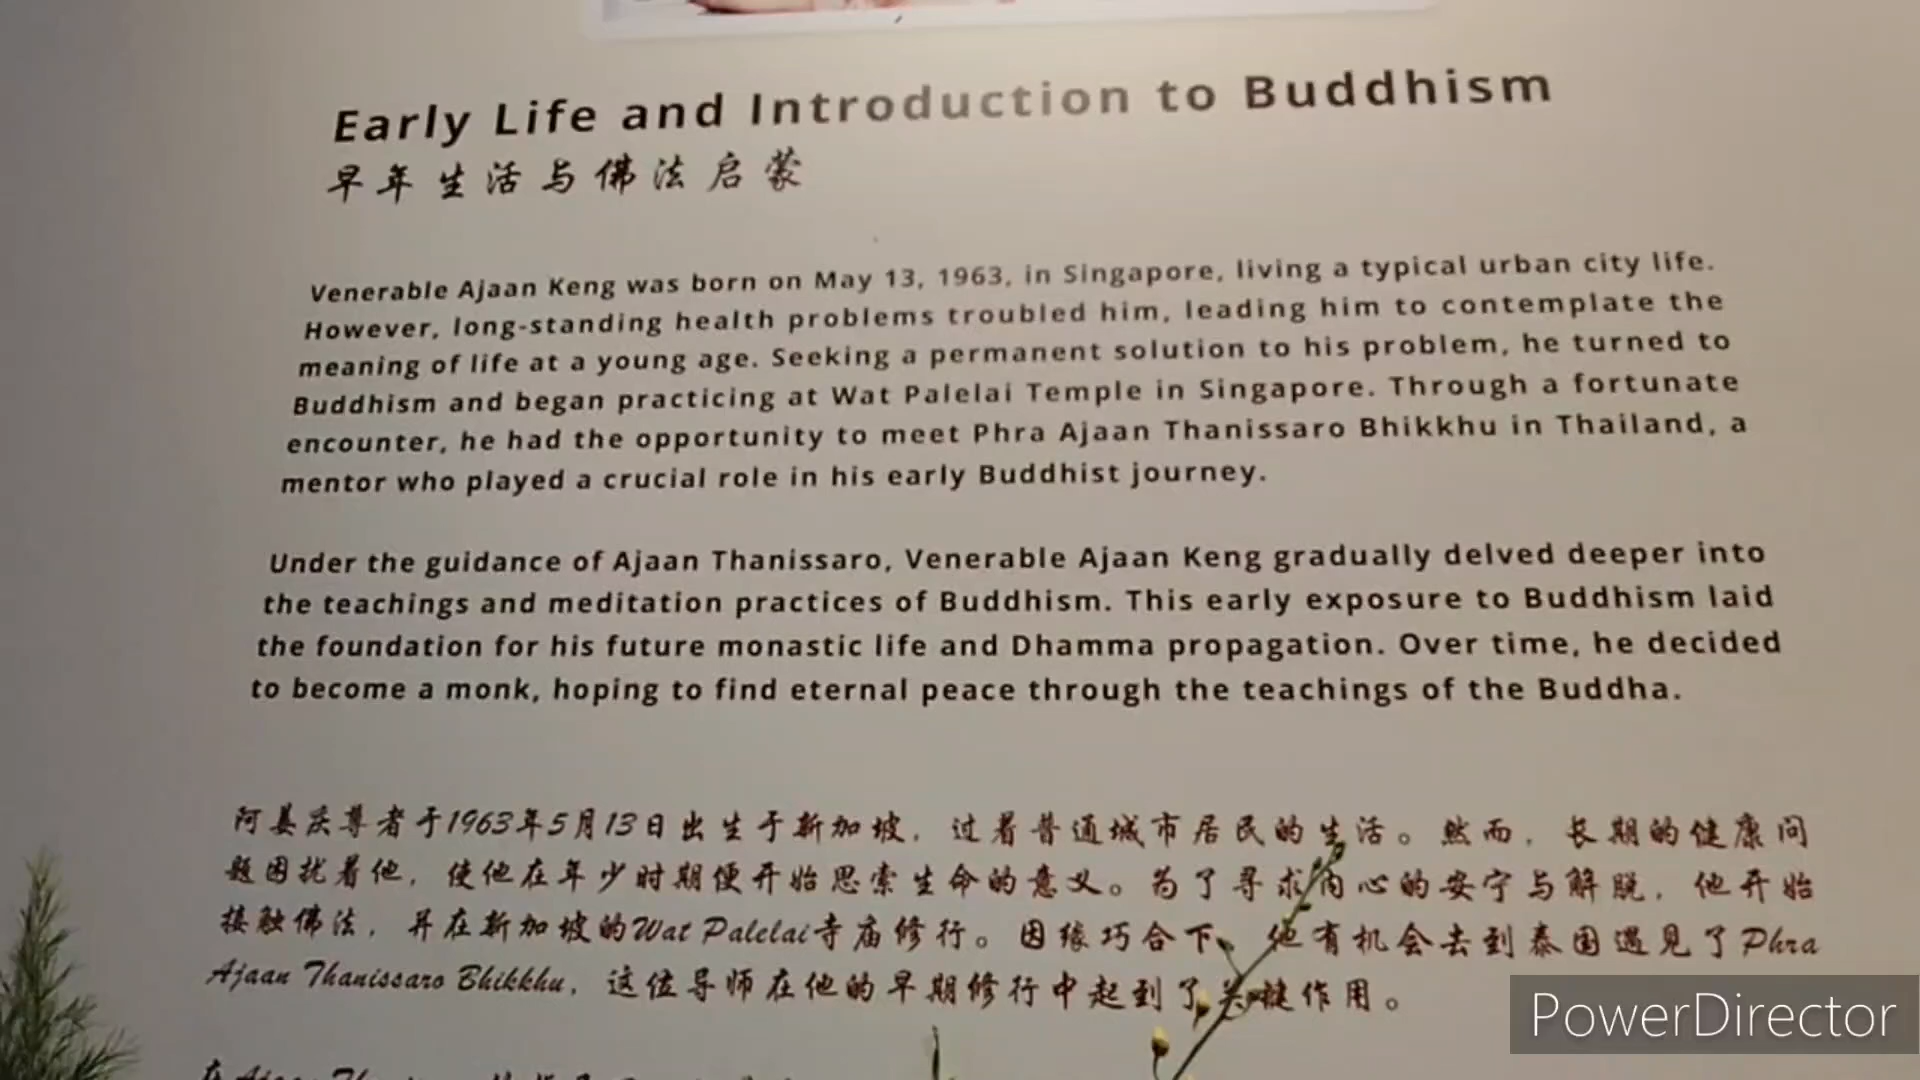 Early Life and Introduction to Buddhism
早年生活与佛法启蒙
Venerable Ajaan Keng was born on May 13, 1963, in Singapore, living a typical urban city life.
However, long-standing health problems troubled him, leading him to contemplate the
meaning of life at a young age. Seeking a permanent solution to his problem, he turned to
Buddhism and began practicing at Wat Palelai Temple in Singapore. Through a fortunate
encounter, he had the opportunity to meet Phra Ajaan Thanissaro Bhikkhu in Thailand, a
mentor who played a crucial role in his early Buddhist journey.
Under the guidance of Ajaan Thanissaro, Venerable Ajaan Keng gradually delved deeper into
the teachings and meditation practices of Buddhism. This early exposure to Buddhism laid
the foundation for his future monastic life and Dhamma propagation. Over time, he decided
to become a monk, hoping to find eternal peace through the teachings of the Buddha.
阿姜庆尊者于1963年5月13日出生于新加坡，过着普通城市居民的生活。然而，长期的健康问
题困扰着他，使他在年少时期便开始思索生命的意义。为了寻求内心的安宁与解脱，他开始
接触佛法，并在新加坡的Wat Palelai寺庙修行。因缘巧合下，他有机会去到泰国遇见了Phra
Ajaan Thanissaro Bhikkhu，这位导师在他的早期修行中起到了关键作用。
在Ajaan
PowerDirector